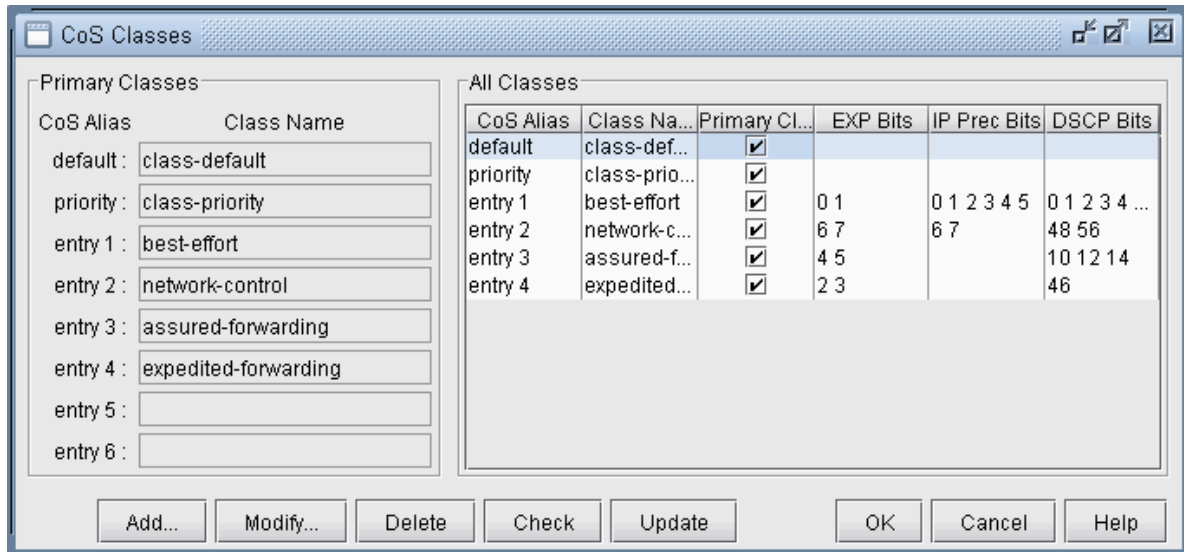 CoS Classes
Primary Classes
CoS Alias Class Name
default : class-default
priority : class-priority
entry 1 : best-effort
entry 2 : network-control
entry 3 : assured-forwarding
entry 4 : expedited-forwarding
entry 5 :
entry 6 :
All Classes
CoS Alias Class Na... Primary Cl... EXP Bits IP Prec Bits DSCP Bits
default class-def...
priority class-prio...
entry 1 best-effort 0 1 0 1 2 3 4 5 0 1 2 3 4 ...
entry 2 network-c... 6 7 6 7 48 56
entry 3 assured-f... 4 5 10 12 14
entry 4 expedited... 2 3 46
Add... Modify... Delete Check Update OK Cancel Help